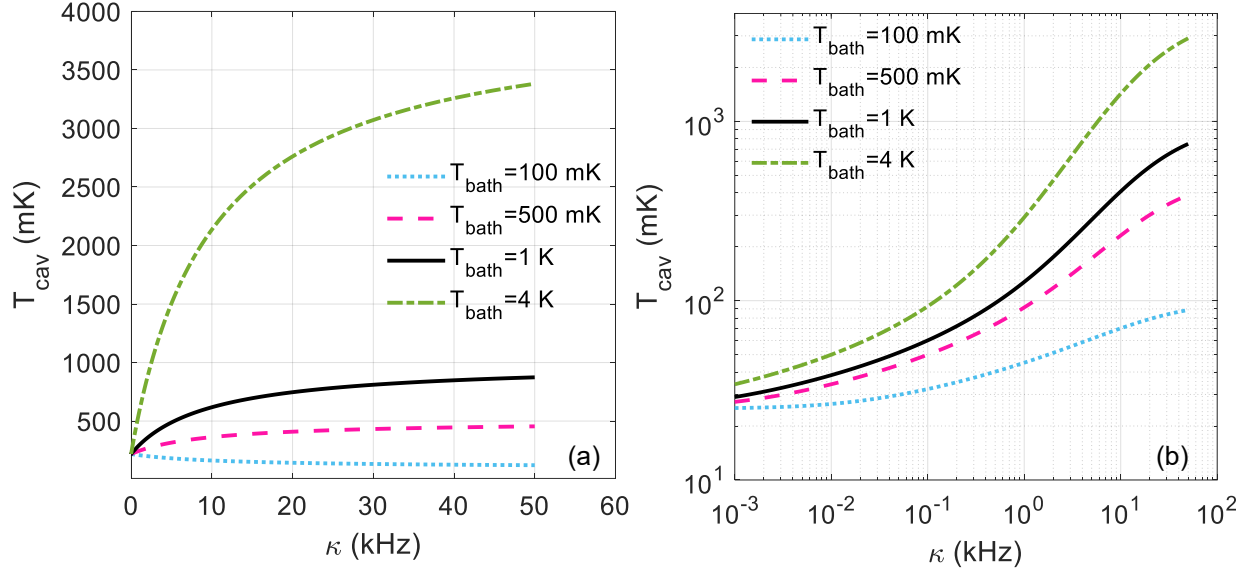 4000
3500
3000
2500
2000
1500
1000
500
T_cav (mK)
T_bath=100 mK
T_bath=500 mK
T_bath=1 K
T_bath=4 K
(a)
0 10 20 30 40 50 60
κ (kHz)
T_bath=100 mK
T_bath=500 mK
T_bath=1 K
T_bath=4 K
10^3
10^2
10^1
T_cav (mK)
(b)
10^-3 10^-2 10^-1 10^0 10^1 10^2
κ (kHz)